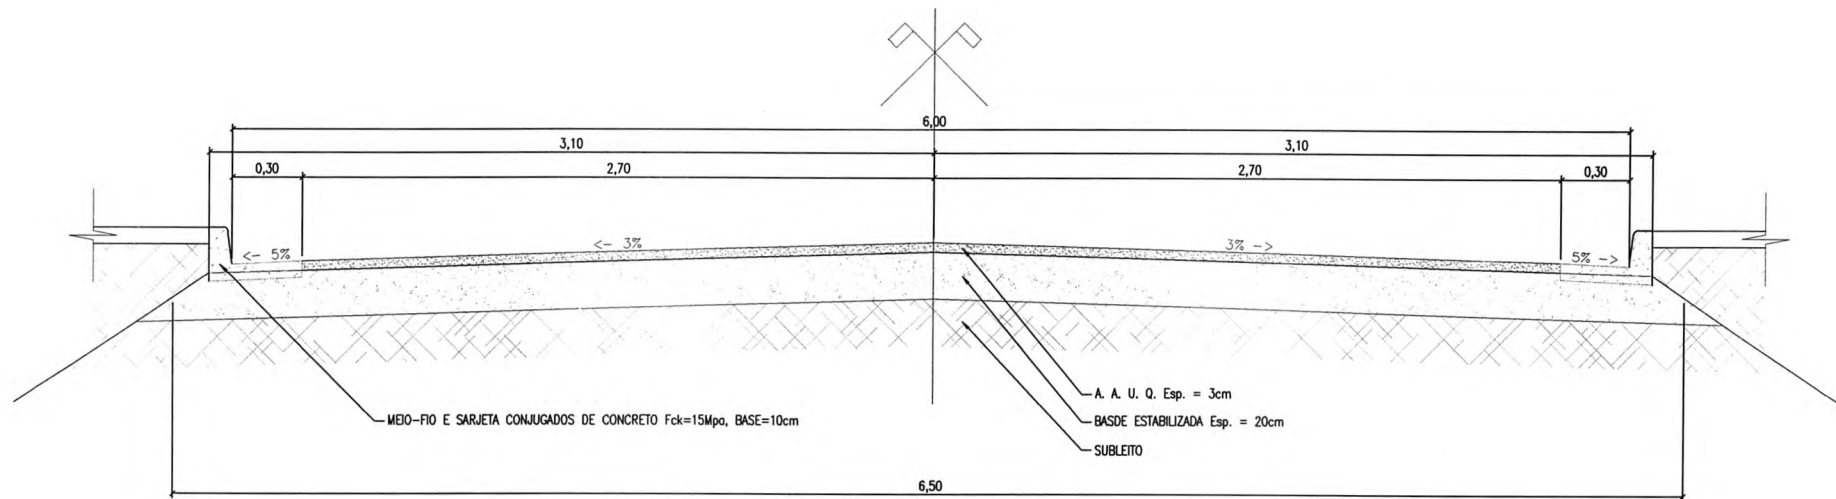 6,00
3,10 3,10
0,30 2,70 2,70 0,30
<- 5% <- 3% 3% -> 5% ->
A. A. U. Q. Esp. = 3cm
MEIO-FIO E SARJETA CONJUGADOS DE CONCRETO Fck=15Mpa, BASE=10cm
BASDE ESTABILIZADA Esp. = 20cm
SUBLEITO
6,50